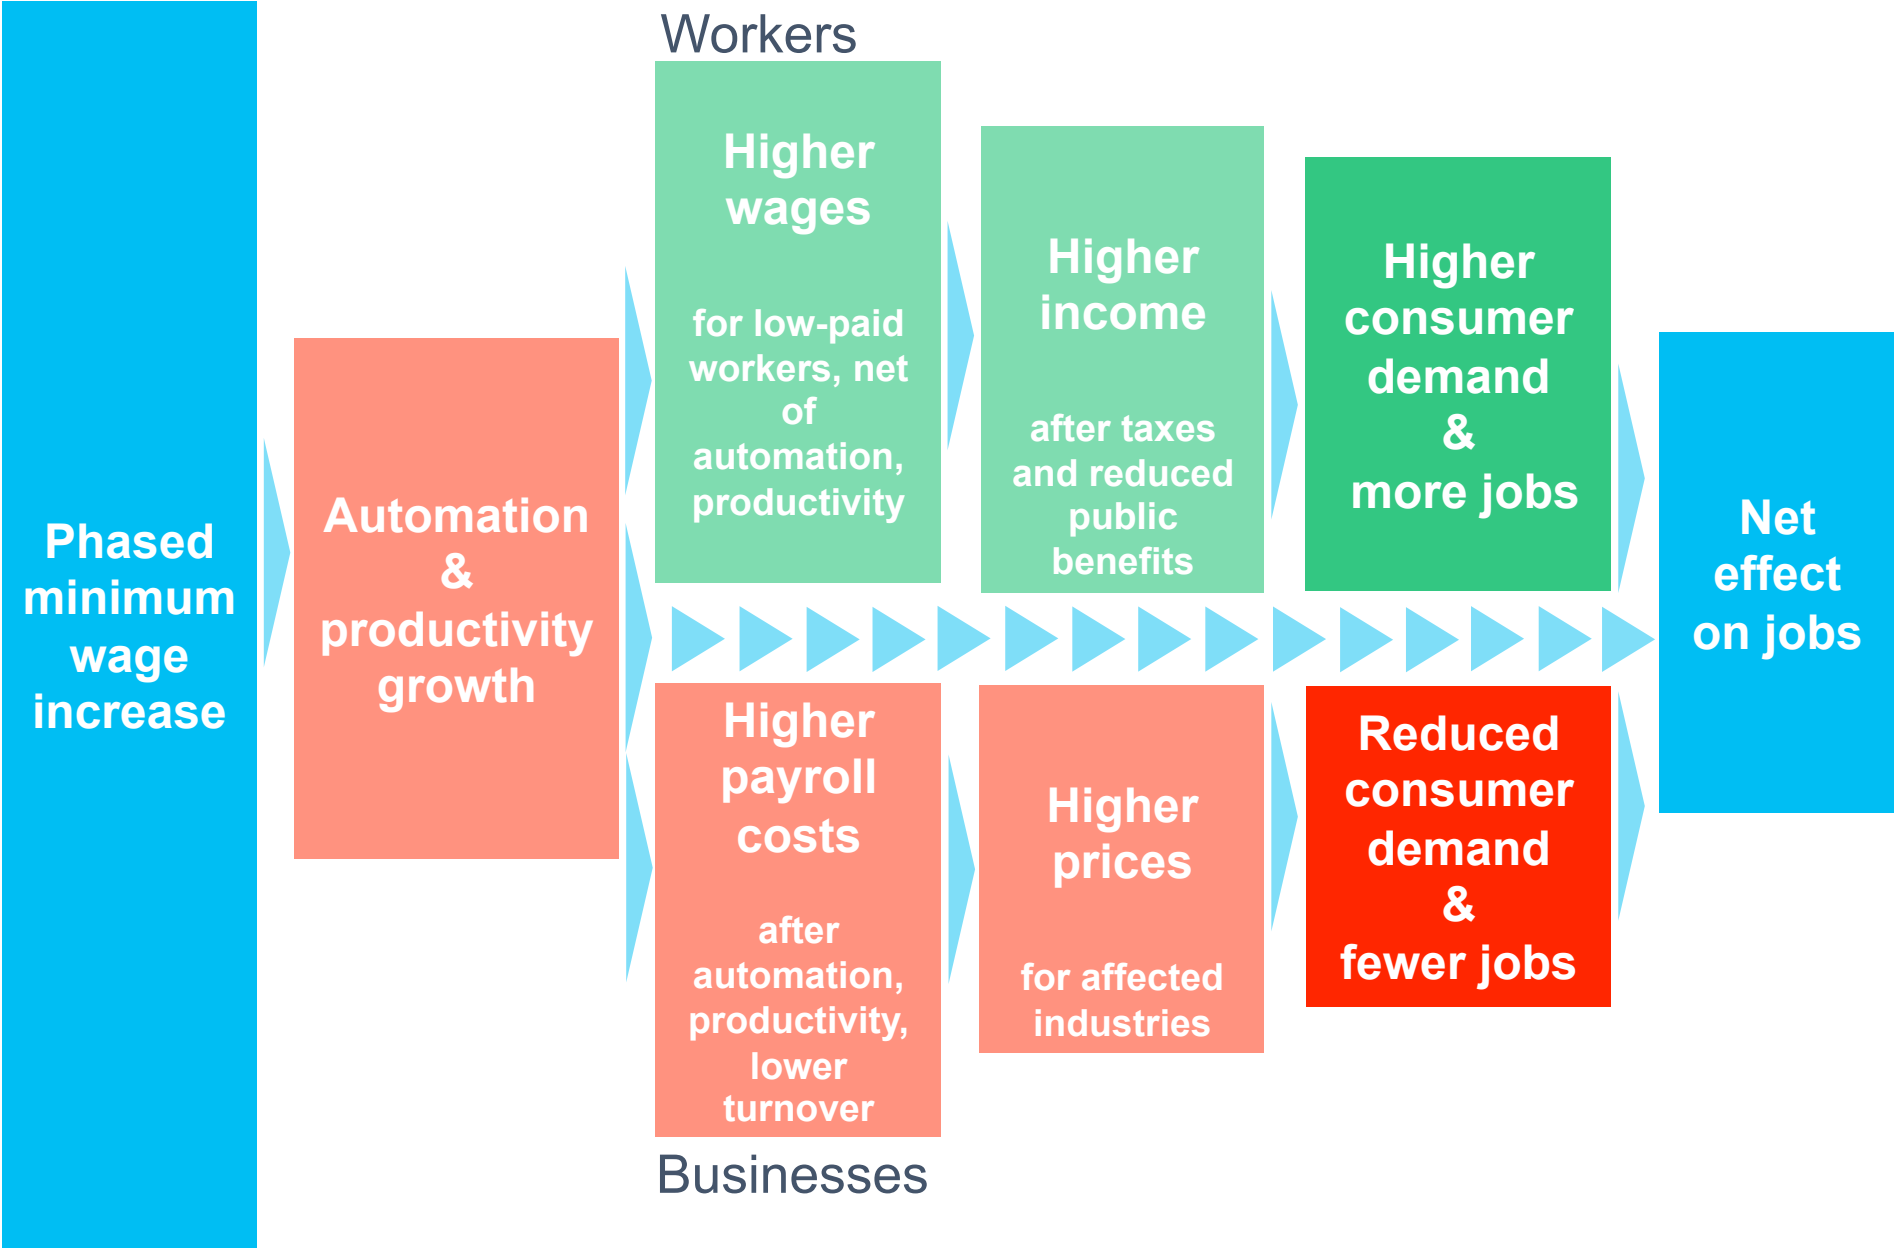 Phased
minimum
wage
increase
Automation
&
productivity
growth
Workers
Higher
wages
for low-paid
workers, net
of
automation,
productivity
Higher
income
after taxes
and reduced
public
benefits
Higher
consumer
demand
&
more jobs
Higher
payroll
costs
after
automation,
productivity,
lower
turnover
Businesses
Higher
prices
for affected
industries
Reduced
consumer
demand
&
fewer jobs
Net
effect
on jobs